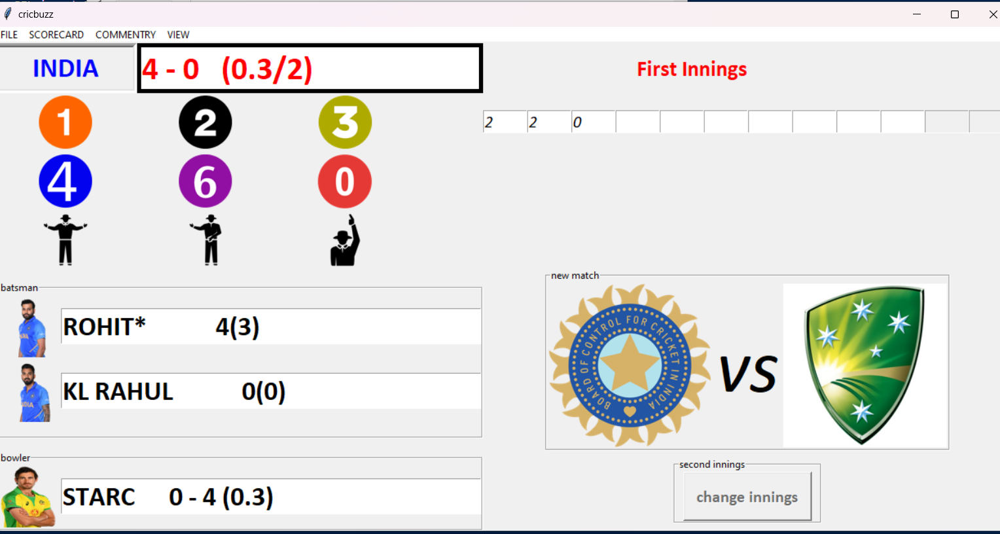 cricbuzz
FILE SCORECARD COMMENTRY VIEW
INDIA 4 - 0 (0.3/2) First Innings
1 2 3
2 2 0
4 6 0
batsman
ROHIT* 4(3)
KL RAHUL 0(0)
bowler
STARC 0 - 4 (0.3)
new match
BOARD OF CONTROL FOR CRICKET IN INDIA
VS
second innings
change innings